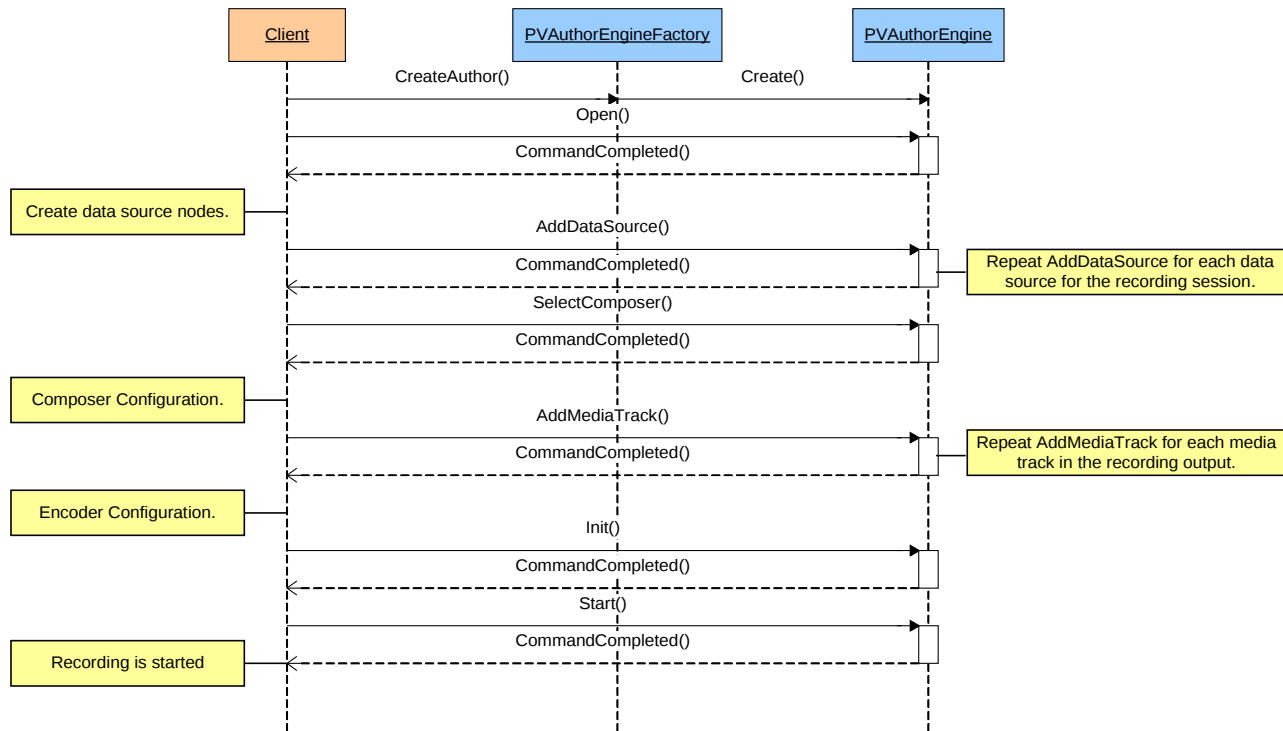 Client
PVAuthorEngineFactory
PVAuthorEngine
CreateAuthor()
Create()
Open()
CommandCompleted()
Create data source nodes.
AddDataSource()
CommandCompleted()
Repeat AddDataSource for each data
source for the recording session.
SelectComposer()
CommandCompleted()
Composer Configuration.
AddMediaTrack()
CommandCompleted()
Repeat AddMediaTrack for each media
track in the recording output.
Encoder Configuration.
Init()
CommandCompleted()
Start()
CommandCompleted()
Recording is started